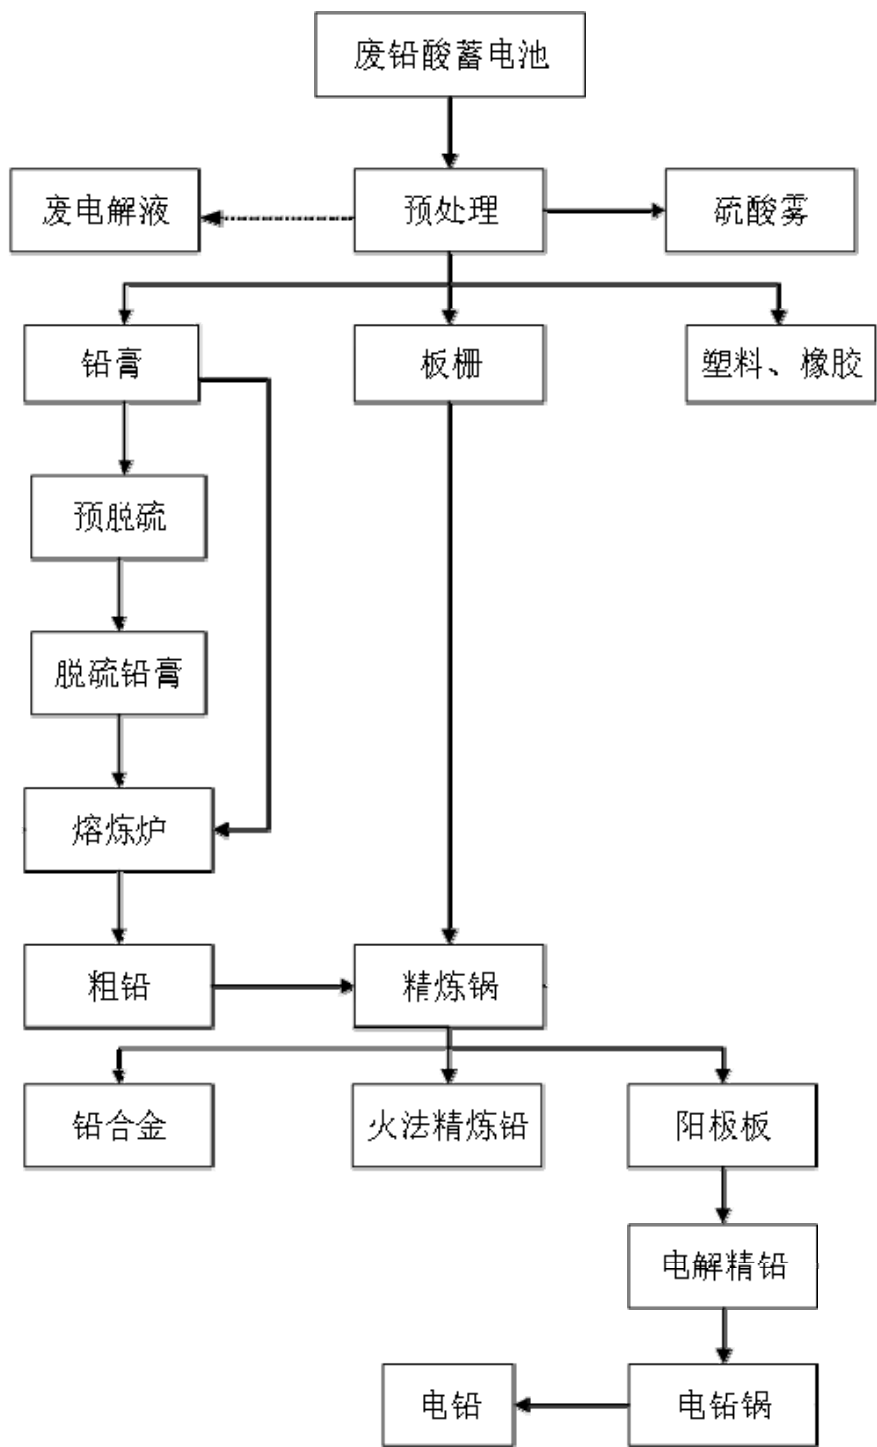 废铅酸蓄电池
废电解液
预处理
硫酸雾
铅膏
板栅
塑料、橡胶
预脱硫
脱硫铅膏
熔炼炉
粗铅
精炼锅
铅合金
火法精炼铅
阳极板
电解精铅
电铅
电铅锅